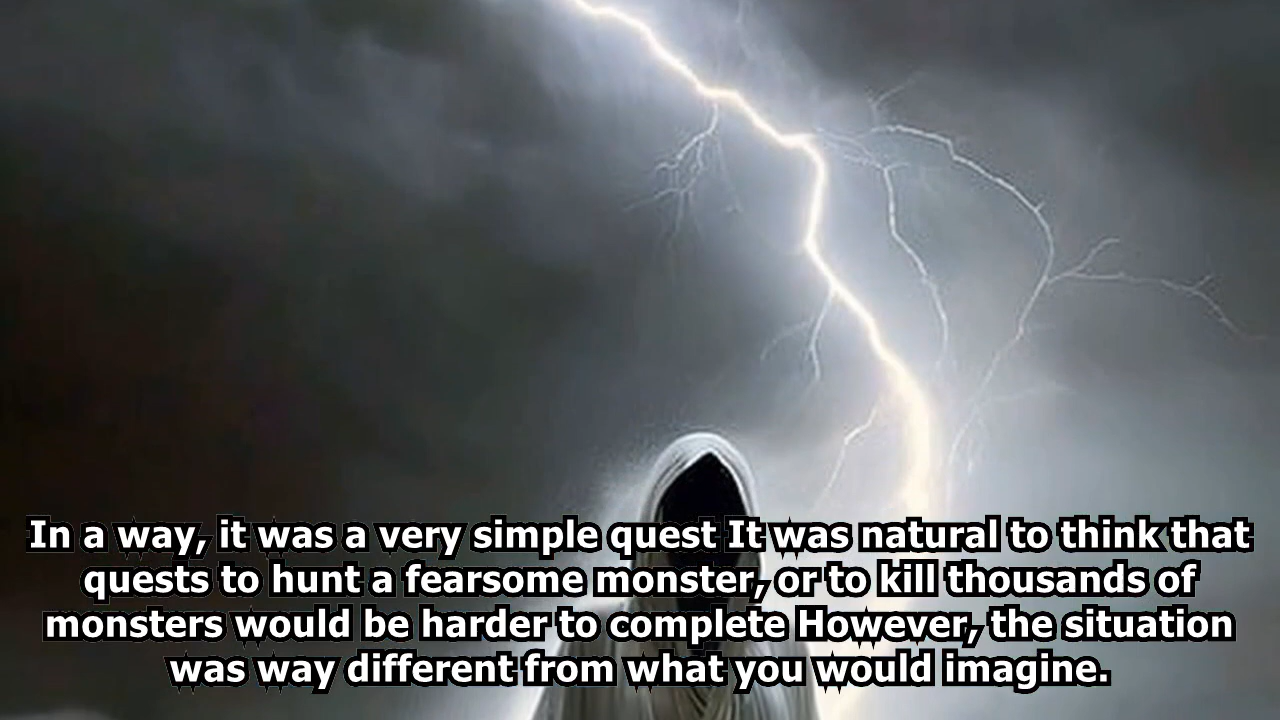 In a way, it was a very simple quest It was natural to think that
quests to hunt a fearsome monster, or to kill thousands of
monsters would be harder to complete However, the situation
was way different from what you would imagine.